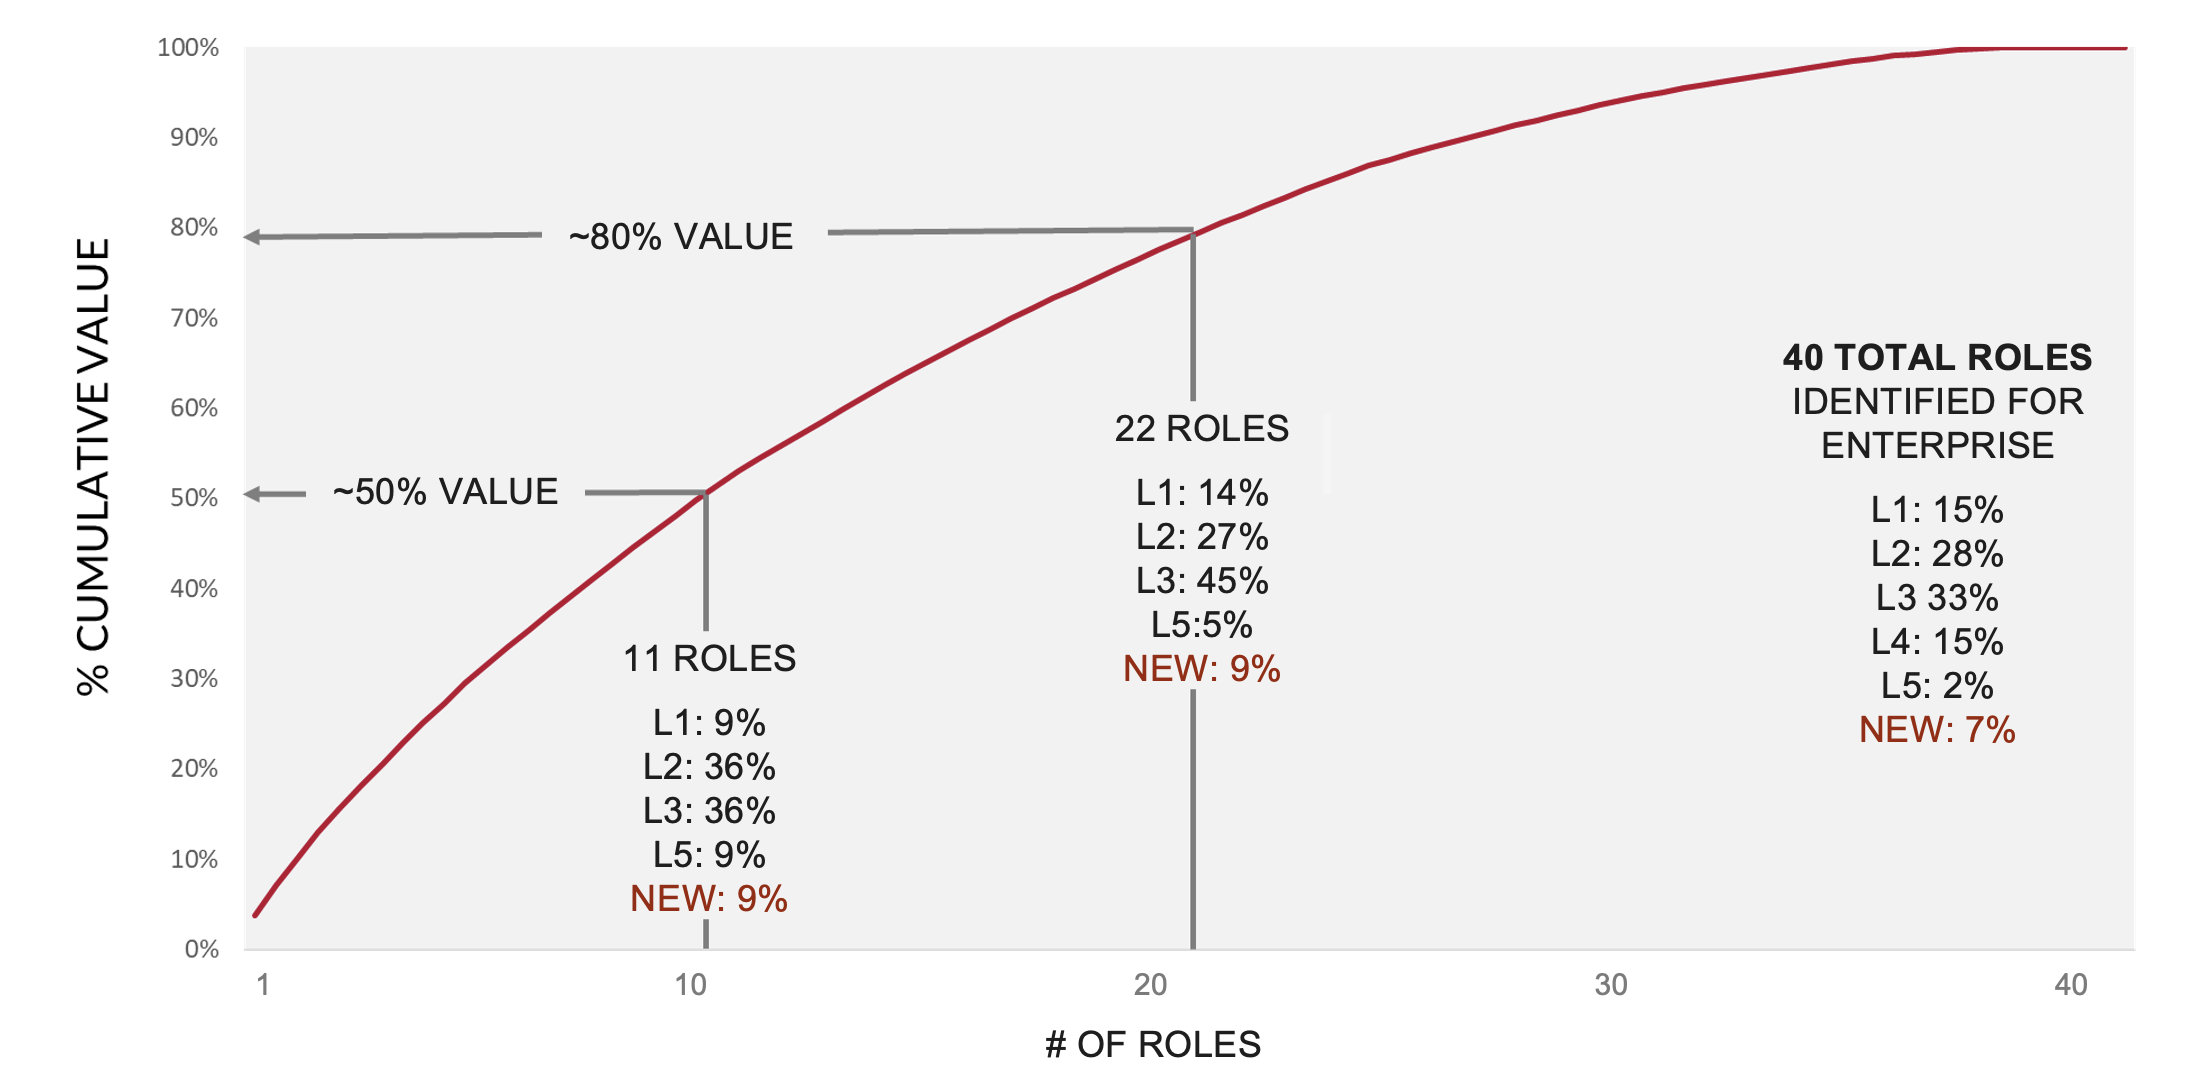 100%
90%
80%
70%
60%
50%
40%
30%
20%
10%
0%
% CUMULATIVE VALUE
~80% VALUE
~50% VALUE
11 ROLES
L1: 9%
L2: 36%
L3: 36%
L5: 9%
NEW: 9%
22 ROLES
L1: 14%
L2: 27%
L3: 45%
L5:5%
NEW: 9%
40 TOTAL ROLES
IDENTIFIED FOR
ENTERPRISE
L1: 15%
L2: 28%
L3 33%
L4: 15%
L5: 2%
NEW: 7%
1 10 20 30 40
# OF ROLES